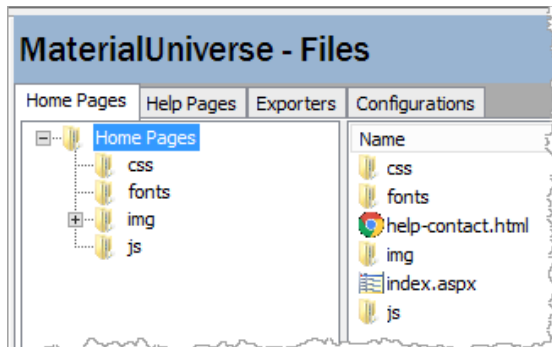 MaterialUniverse - Files
Home Pages
Help Pages
Exporters
Configurations
Home Pages
css
fonts
img
js
Name
css
fonts
help-contact.html
img
index.aspx
js